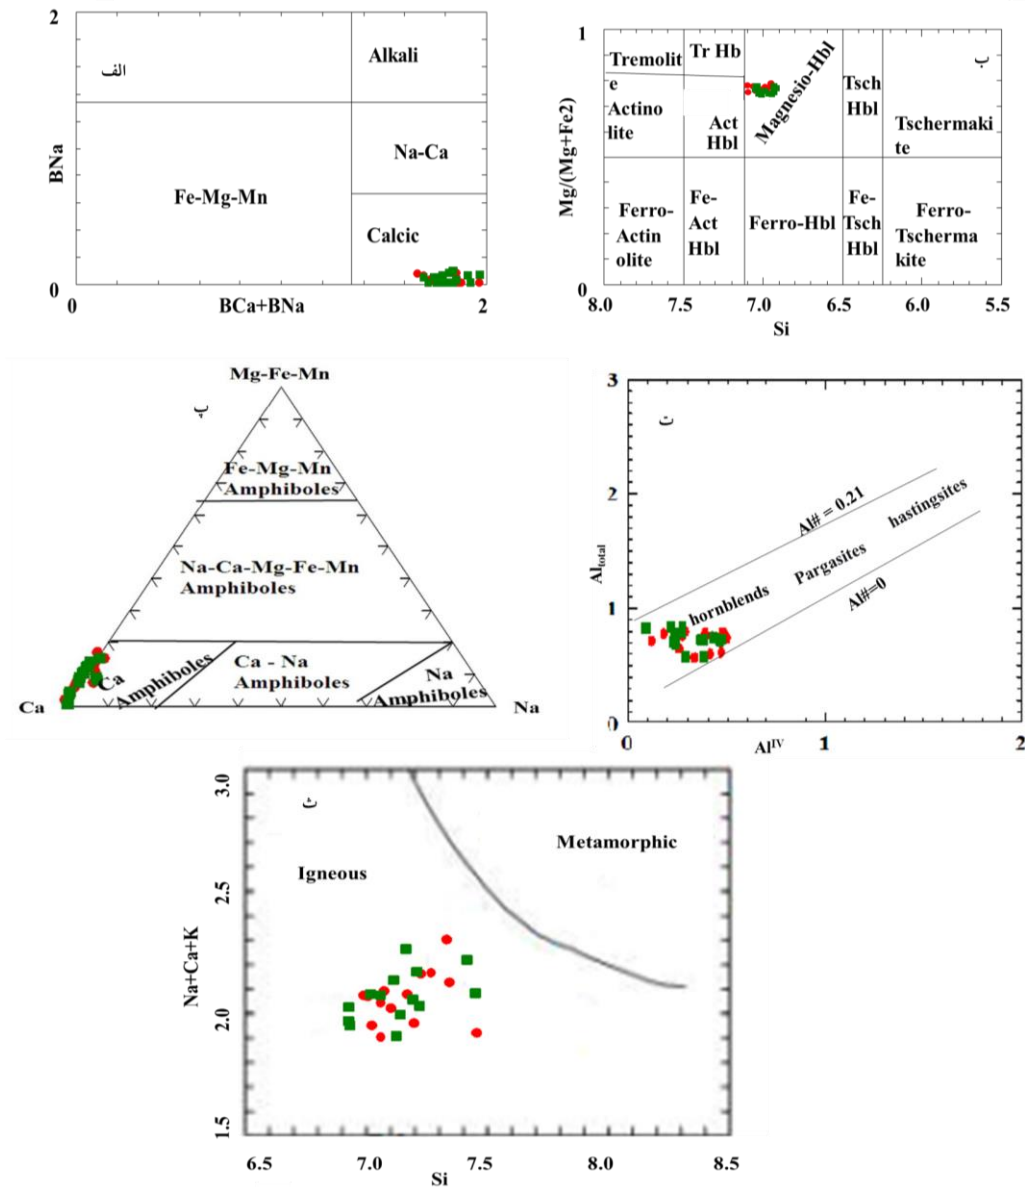 2
الف
Alkali
Na-Ca
Fe-Mg-Mn
Calcic
BNa
0
0
BCa+BNa
2
1
Tremolit
e
Actino
lite
Tr Hb
Act
Hbl
Magnesio-Hbl
Tsch
Hbl
Tschermaki
te
Ferro-
Actin
olite
Fe-
Act
Hbl
Ferro-Hbl
Fe-
Tsch
Hbl
Ferro-
Tscherma
kite
Mg/(Mg+Fe2)
0
8.0 7.5 7.0 6.5 6.0 5.5
Si
Mg-Fe-Mn
Fe-Mg-Mn
Amphiboles
Na-Ca-Mg-Fe-Mn
Amphiboles
Ca
Amphiboles
Ca - Na
Amphiboles
Na
Amphiboles
Ca
Na
3
2
1
0
Al total
Al# = 0.21
hastingsites
Pargasites
hornblends
Al#=0
0 1 2
Al IV
3.0
2.5
2.0
1.5
Na+Ca+K
Igneous
Metamorphic
6.5 7.0 7.5 8.0 8.5
Si